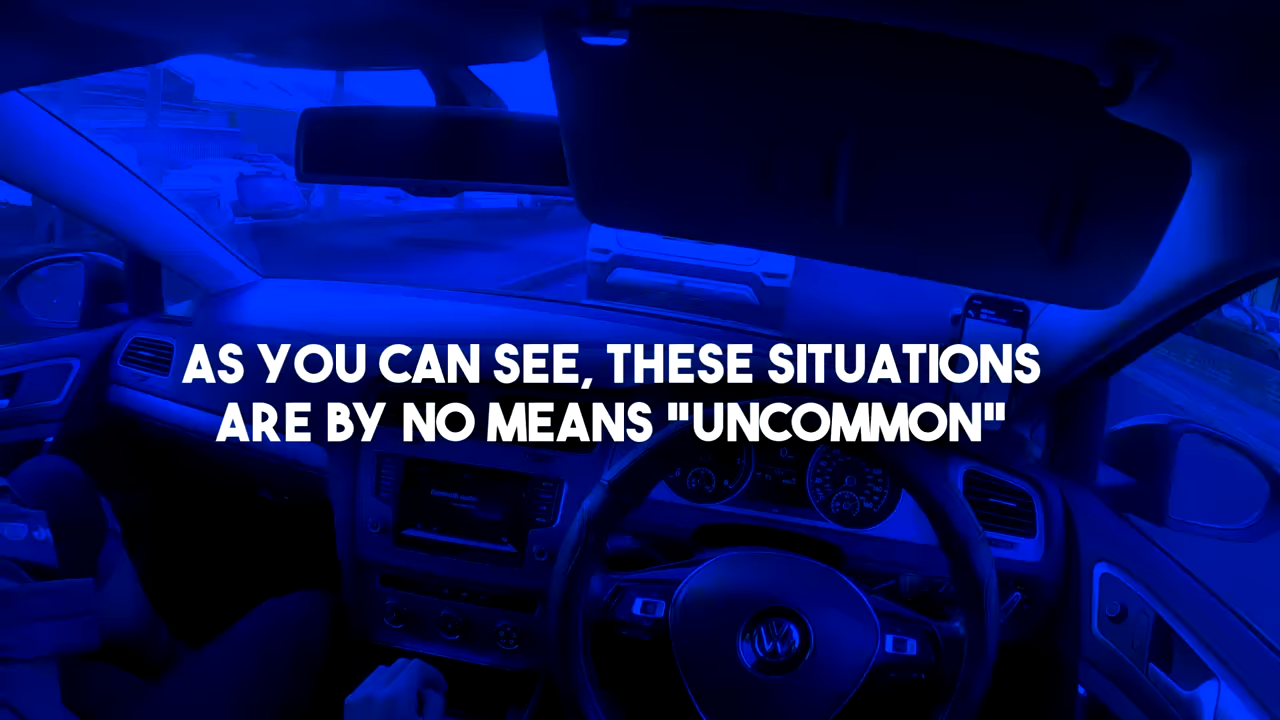 AS YOU CAN SEE, THESE SITUATIONS
ARE BY NO MEANS "UNCOMMON"